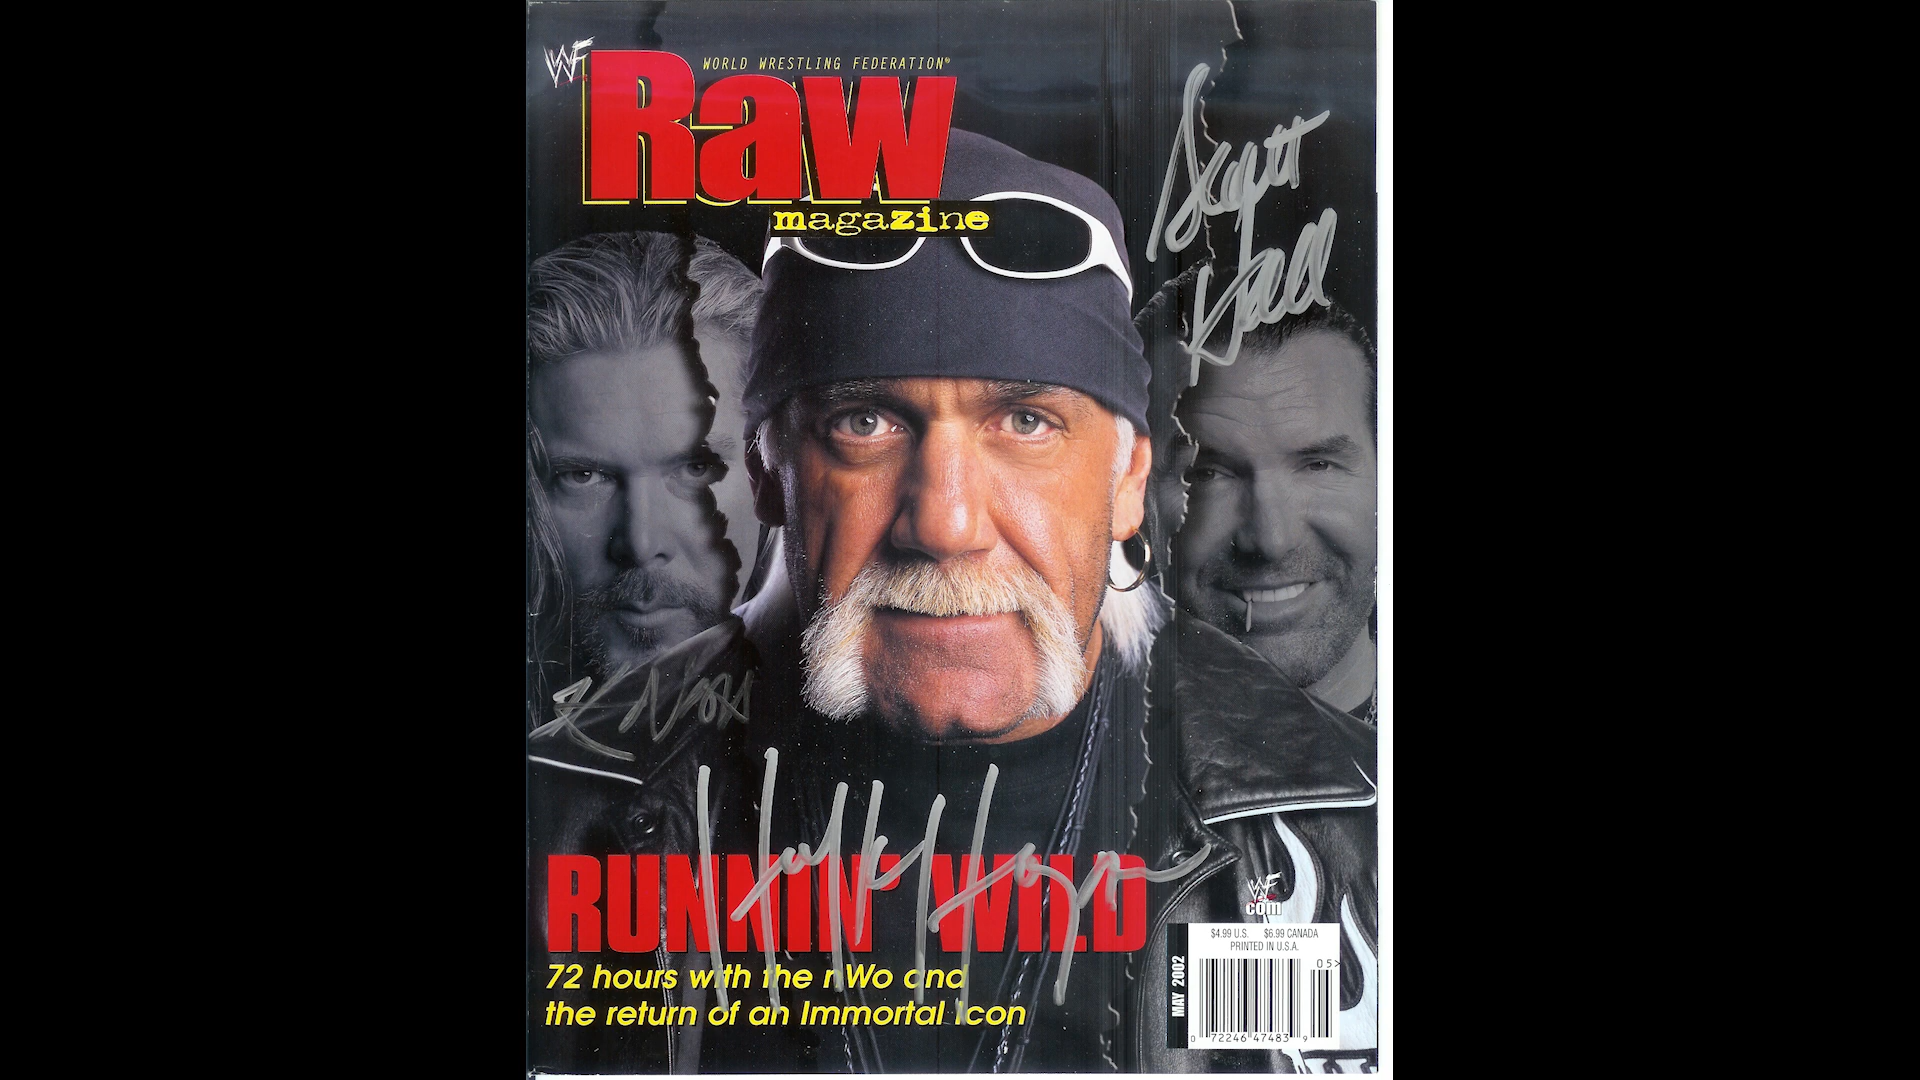 WF
WORLD WRESTLING FEDERATION®
Raw
magazine
Scott
Hall
K Nash
Hulk Hogan
RUNNIN' WILD
72 hours with the nWo and
the return of an Immortal Icon
WF
.com
$4.99 U.S. $6.99 CANADA
PRINTED IN U.S.A.
MAY 2002
05>
0 72246 47483 9